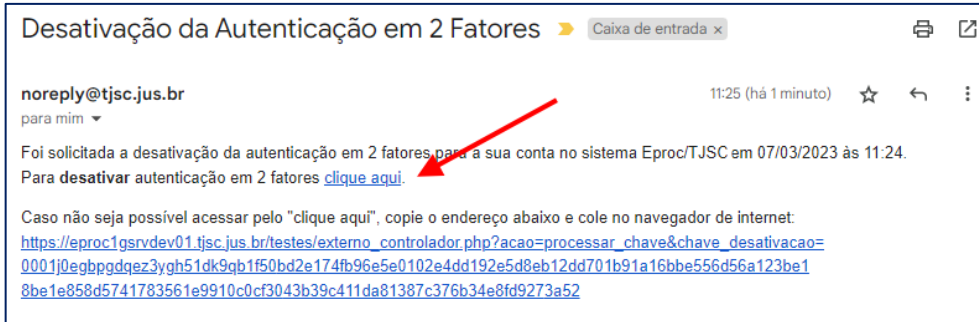 Desativação da Autenticação em 2 Fatores Caixa de entrada x
noreply@tjsc.jus.br 11:25 (há 1 minuto)
para mim
Foi solicitada a desativação da autenticação em 2 fatores para a sua conta no sistema Eproc/TJSC em 07/03/2023 às 11:24.
Para desativar autenticação em 2 fatores clique aqui.
Caso não seja possível acessar pelo "clique aqui", copie o endereço abaixo e cole no navegador de internet:
https://eproc1gsrvdev01.tjsc.jus.br/testes/externo_controlador.php?acao=processar_chave&chave_desativacao=
0001j0egbpgdqez3ygh51dk9qb1f50bd2e174fb96e5e0102e4dd192e5d8eb12dd701b91a16bbe556d56a123be1
8be1e858d5741783561e9910c0cf3043b39c411da81387c376b34e8fd9273a52